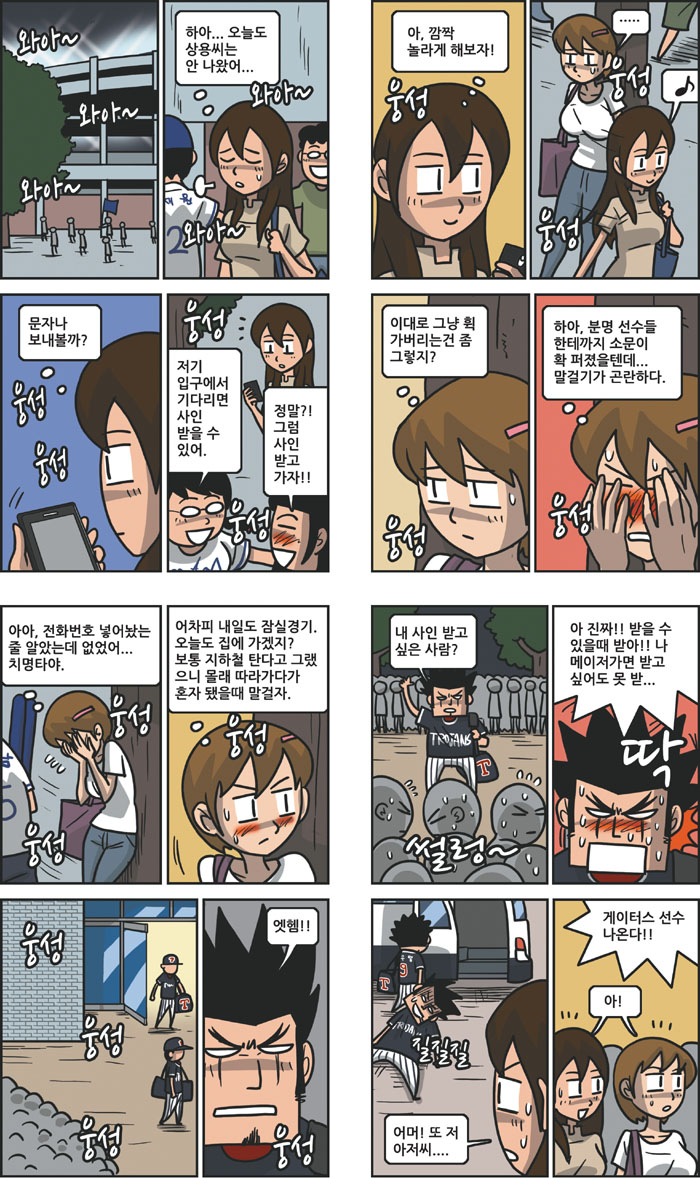 와아~
와아~
와아~
하아... 오늘도
상용씨는
안 나왔어...
와아~
와아~
2
문자나
보내볼까?
웅성
웅성
웅성
저기
입구에서
기다리면
사인
받을 수
있어.
정말?!
그럼
사인
받고
가자!!
웅성
아, 깜짝
놀라게 해보자!
웅성
.....
웅성
♪
웅성
이대로 그냥 휙
가버리는건 좀
그렇지?
웅성
하아, 분명 선수들
한테까지 소문이
확 퍼졌을텐데...
말걸기가 곤란하다.
웅성
아아, 전화번호 넣어놨는
줄 알았는데 없었어...
치명타야.
웅성
웅성
어차피 내일도 잠실경기.
오늘도 집에 가겠지?
보통 지하철 탄다고 그랬
으니 몰래 따라가다가
혼자 됐을때 말걸자.
웅성
웅성
T
웅성
웅성
엣헴!!
웅성
내 사인 받고
싶은 사람?
TROJANS
T
썰렁~
아 진짜!! 받을 수
있을때 받아!! 나
메이저가면 받고
싶어도 못 받...
딱
9
T
질질질
어머! 또 저
아저씨....
게이터스 선수
나온다!!
아!